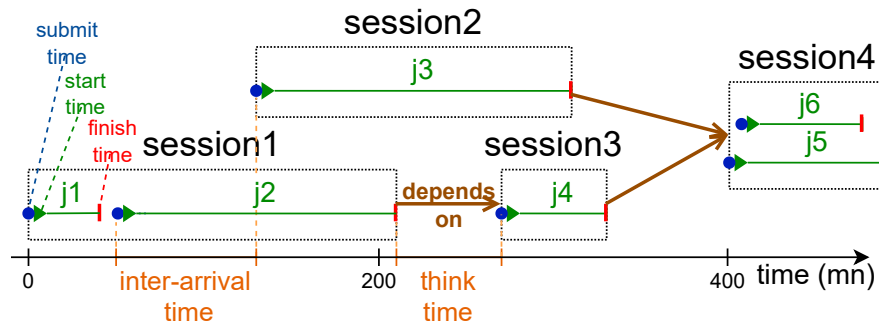 submit
time
start
time
finish
time
session1
session2
session3
session4
j1
j2
j3
j4
j6
j5
depends
on
0
200
400
time (mn)
inter-arrival
time
think
time